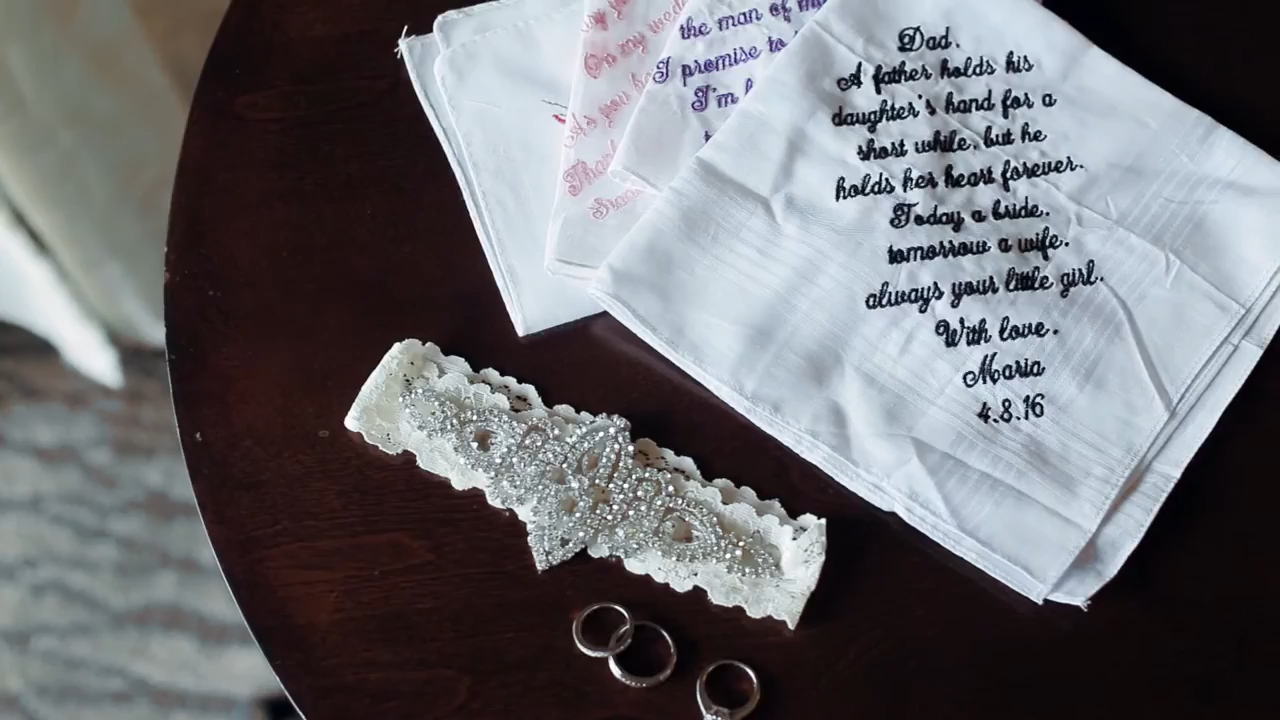 On my
As you
the man of
I promise to
I'm
Dad,
A father holds his
daughter's hand for a
short while, but he
holds her heart forever.
Today a bride,
tomorrow a wife,
always your little girl.
With love,
Maria
4.8.16